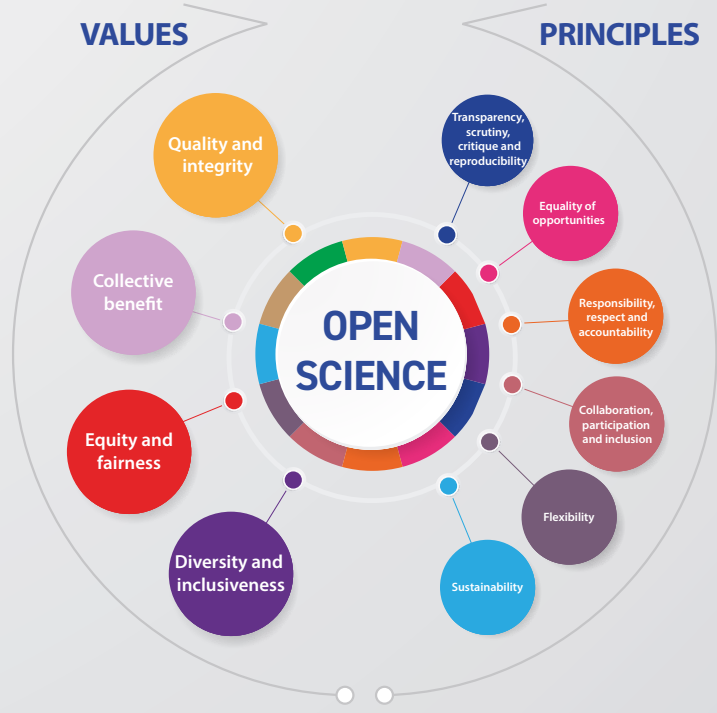 VALUES
PRINCIPLES
Quality and
integrity
Collective
benefit
Equity and
fairness
Diversity and
inclusiveness
OPEN
SCIENCE
Transparency,
scrutiny,
critique and
reproducibility
Equality of
opportunities
Responsibility,
respect and
accountability
Collaboration,
participation
and inclusion
Flexibility
Sustainability